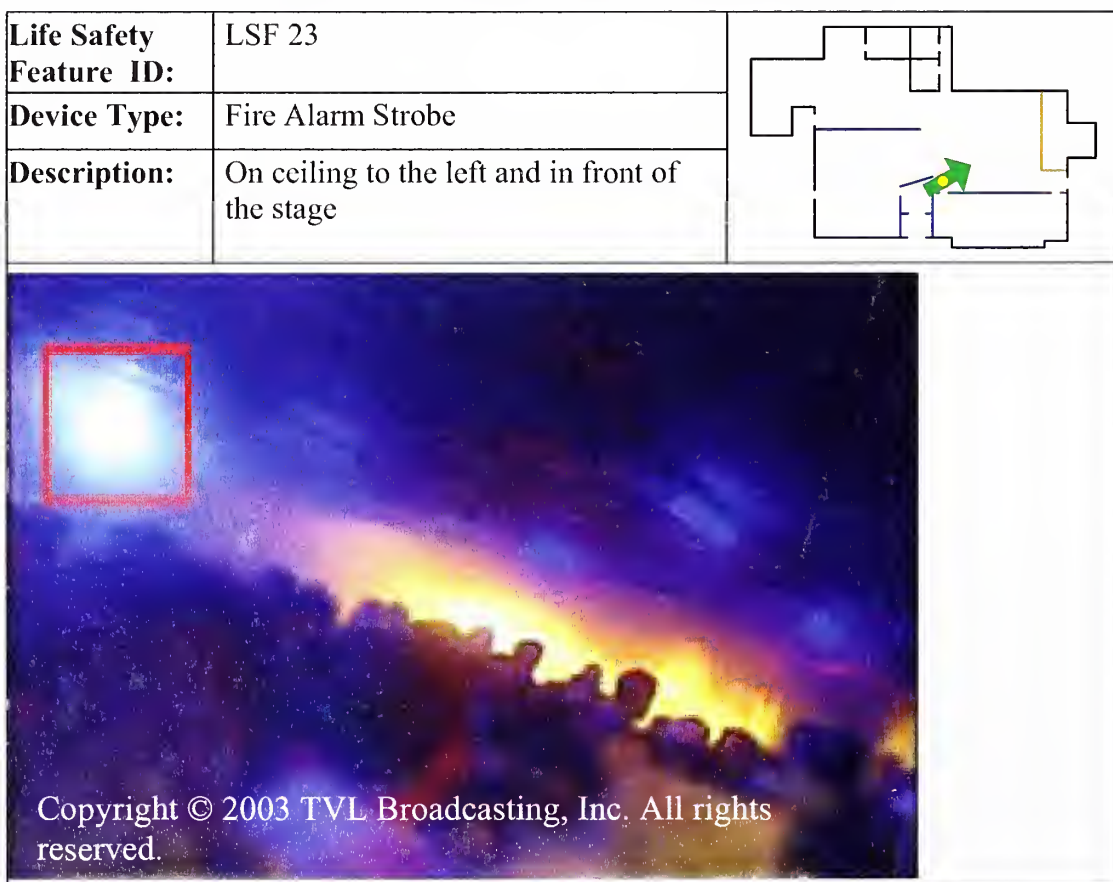 Life Safety
Feature ID:
LSF 23
Device Type:
Fire Alarm Strobe
Description:
On ceiling to the left and in front of
the stage
Copyright © 2003 TVL Broadcasting, Inc. All rights
reserved.